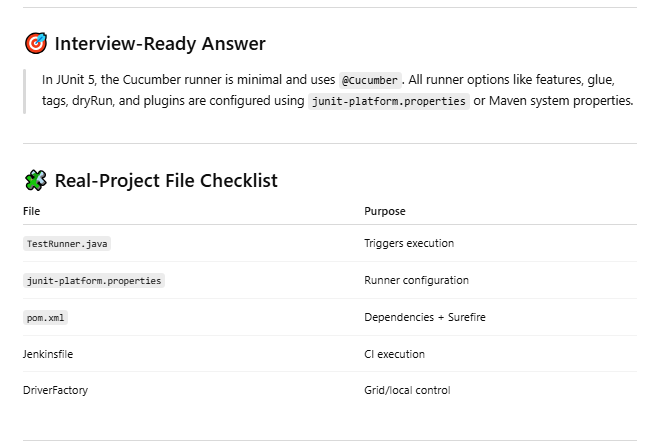 🎯 Interview-Ready Answer
In JUnit 5, the Cucumber runner is minimal and uses @Cucumber. All runner options like features, glue,
tags, dryRun, and plugins are configured using junit-platform.properties or Maven system properties.
🧩 Real-Project File Checklist
File Purpose
TestRunner.java Triggers execution
junit-platform.properties Runner configuration
pom.xml Dependencies + Surefire
Jenkinsfile CI execution
DriverFactory Grid/local control